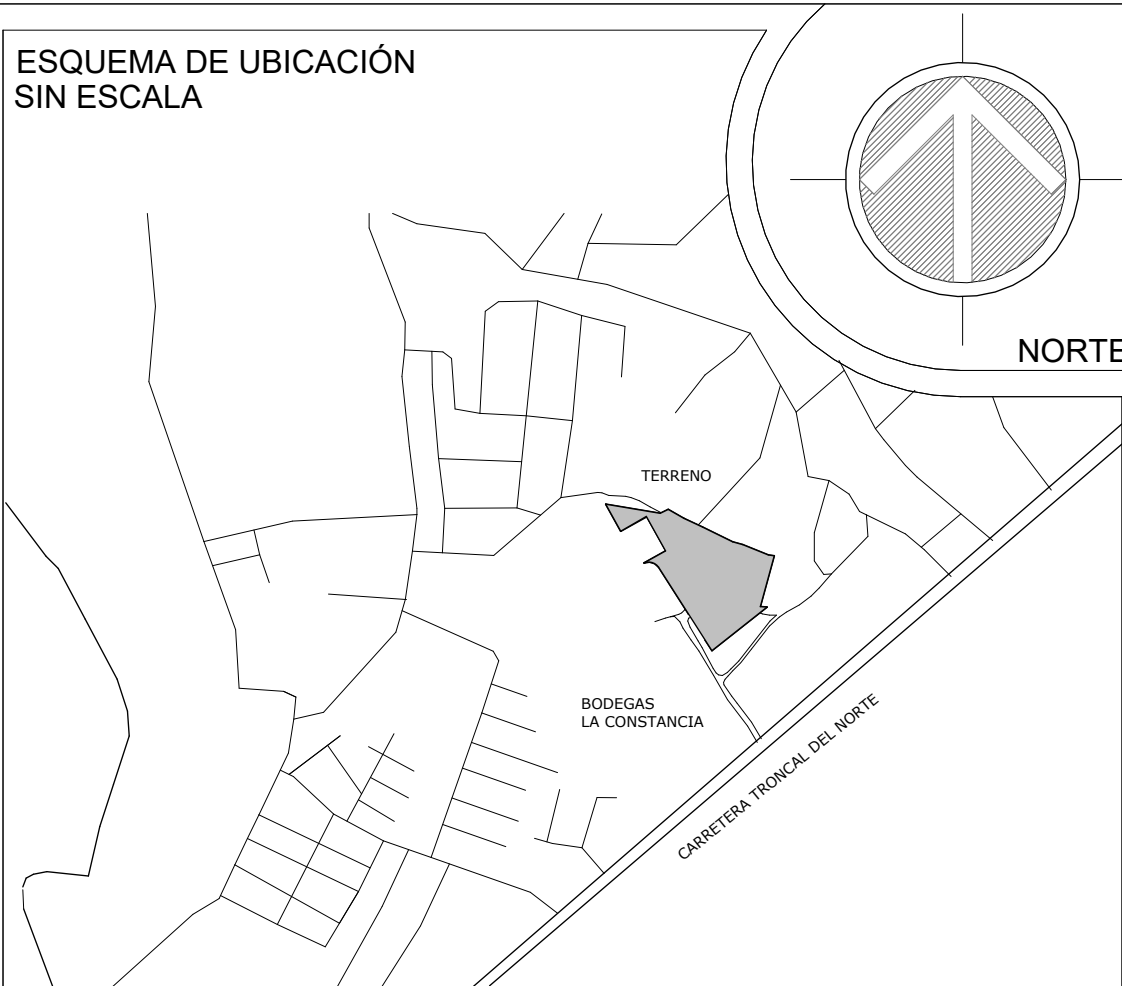 ESQUEMA DE UBICACIÓN
SIN ESCALA
NORTE
TERRENO
BODEGAS
LA CONSTANCIA
CARRETERA TRONCAL DEL NORTE